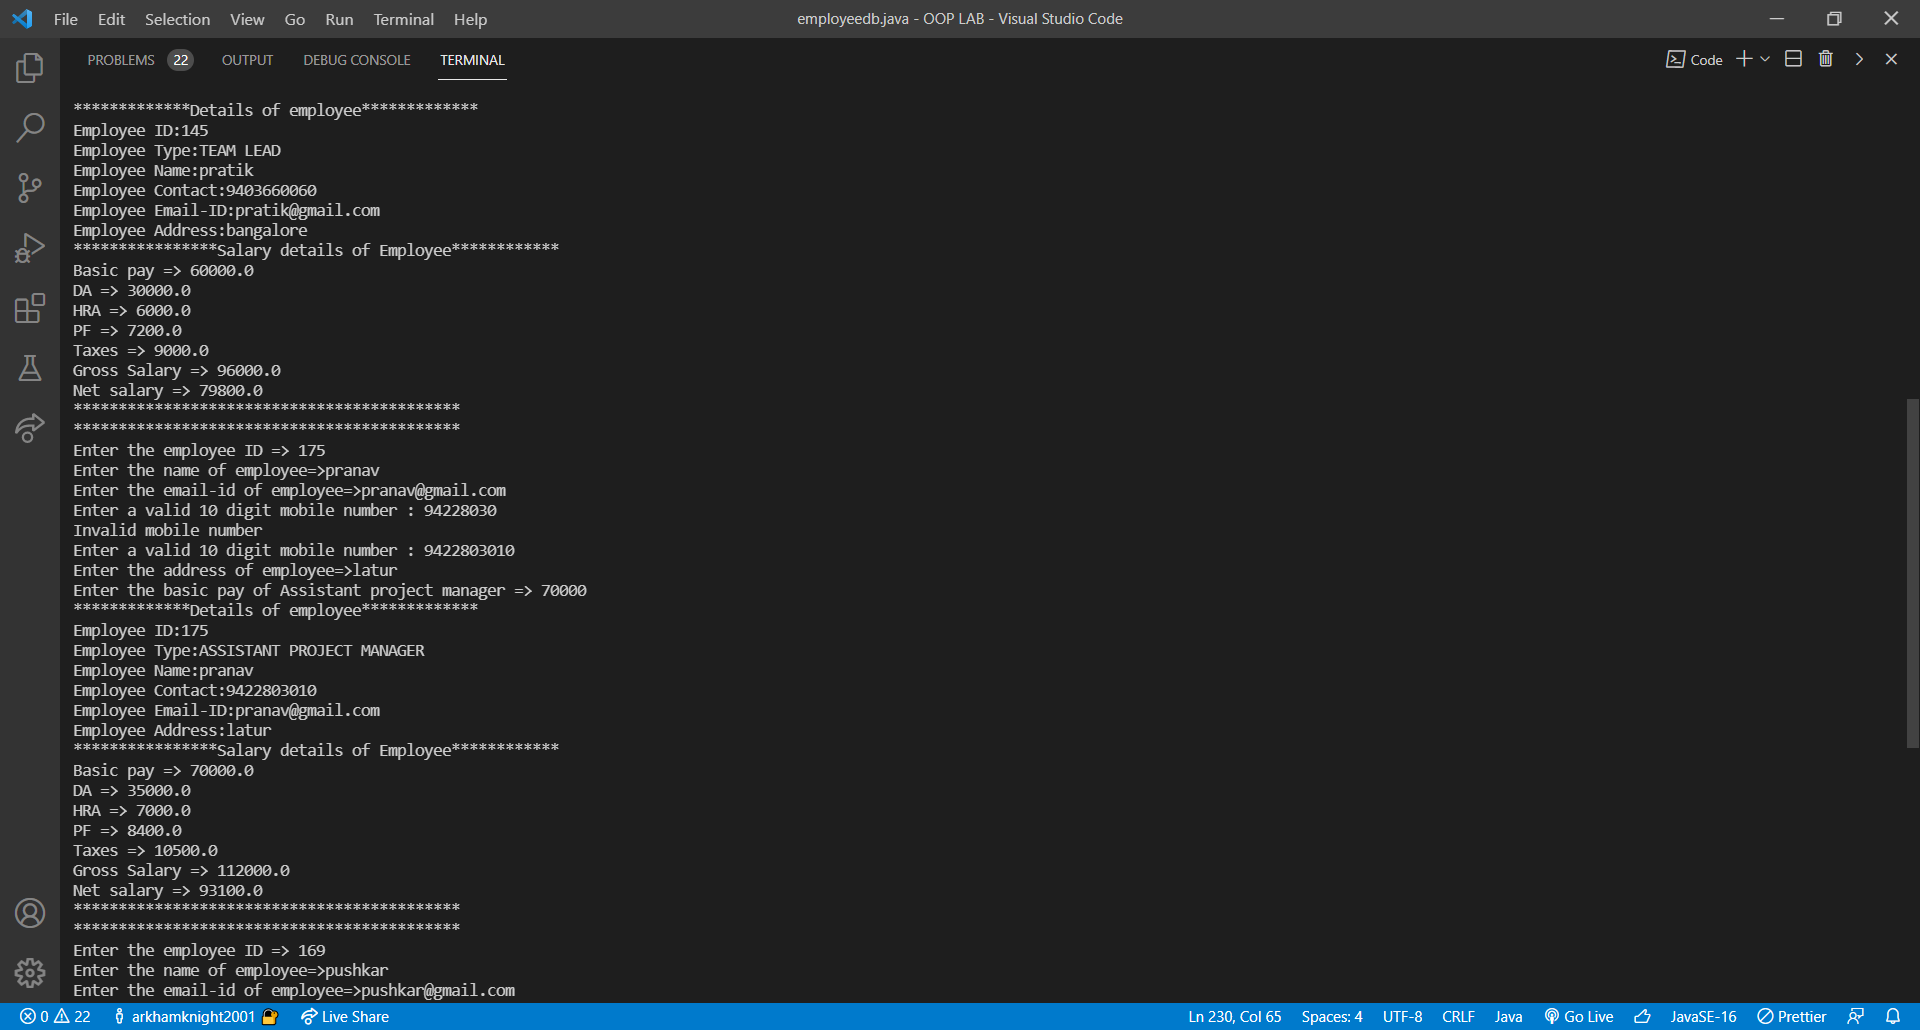 File Edit Selection View Go Run Terminal Help employeedb.java - OOP LAB - Visual Studio Code
PROBLEMS 22 OUTPUT DEBUG CONSOLE TERMINAL Code
*************Details of employee*************
Employee ID:145
Employee Type:TEAM LEAD
Employee Name:pratik
Employee Contact:9403660060
Employee Email-ID:pratik@gmail.com
Employee Address:bangalore
****************Salary details of Employee************
Basic pay => 60000.0
DA => 30000.0
HRA => 6000.0
PF => 7200.0
Taxes => 9000.0
Gross Salary => 96000.0
Net salary => 79800.0
*******************************************
*******************************************
Enter the employee ID => 175
Enter the name of employee=>pranav
Enter the email-id of employee=>pranav@gmail.com
Enter a valid 10 digit mobile number : 94228030
Invalid mobile number
Enter a valid 10 digit mobile number : 9422803010
Enter the address of employee=>latur
Enter the basic pay of Assistant project manager => 70000
*************Details of employee*************
Employee ID:175
Employee Type:ASSISTANT PROJECT MANAGER
Employee Name:pranav
Employee Contact:9422803010
Employee Email-ID:pranav@gmail.com
Employee Address:latur
****************Salary details of Employee************
Basic pay => 70000.0
DA => 35000.0
HRA => 7000.0
PF => 8400.0
Taxes => 10500.0
Gross Salary => 112000.0
Net salary => 93100.0
*******************************************
*******************************************
Enter the employee ID => 169
Enter the name of employee=>pushkar
Enter the email-id of employee=>pushkar@gmail.com
0 22 arkhamknight2001 Live Share Ln 230, Col 65 Spaces: 4 UTF-8 CRLF Java Go Live JavaSE-16 Prettier